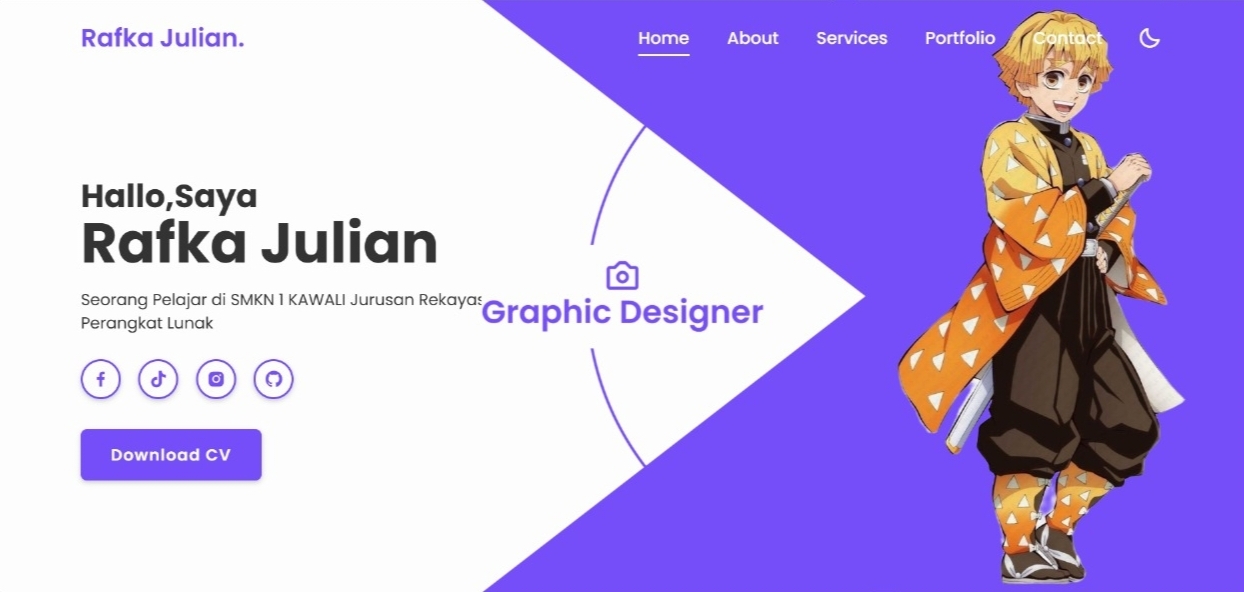 Rafka Julian.
Home About Services Portfolio Contact
Hallo,Saya
Rafka Julian
Seorang Pelajar di SMKN 1 KAWALI Jurusan Rekayas
Perangkat Lunak
Graphic Designer
Download CV